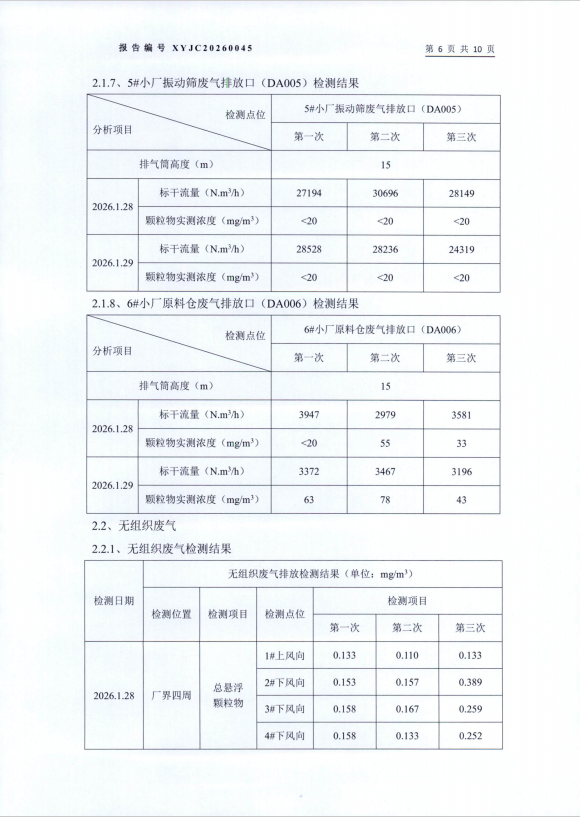 报告编号 XYJC20260045
第 6 页 共 10 页
2.1.7、5#小厂振动筛废气排放口（DA005）检测结果
检测点位
分析项目
5#小厂振动筛废气排放口（DA005）
第一次 第二次 第三次
排气筒高度（m） 15
2026.1.28
标干流量（N.m³/h） 27194 30696 28149
颗粒物实测浓度（mg/m³） <20 <20 <20
2026.1.29
标干流量（N.m³/h） 28528 28236 24319
颗粒物实测浓度（mg/m³） <20 <20 <20
2.1.8、6#小厂原料仓废气排放口（DA006）检测结果
检测点位
分析项目
6#小厂原料仓废气排放口（DA006）
第一次 第二次 第三次
排气筒高度（m） 15
2026.1.28
标干流量（N.m³/h） 3947 2979 3581
颗粒物实测浓度（mg/m³） <20 55 33
2026.1.29
标干流量（N.m³/h） 3372 3467 3196
颗粒物实测浓度（mg/m³） 63 78 43
2.2、无组织废气
2.2.1、无组织废气检测结果
检测日期
无组织废气排放检测结果（单位：mg/m³）
检测位置 检测项目 检测点位 检测项目
第一次 第二次 第三次
2026.1.28 厂界四周 总悬浮
颗粒物
1#上风向 0.133 0.110 0.133
2#下风向 0.153 0.157 0.389
3#下风向 0.158 0.167 0.259
4#下风向 0.158 0.133 0.252